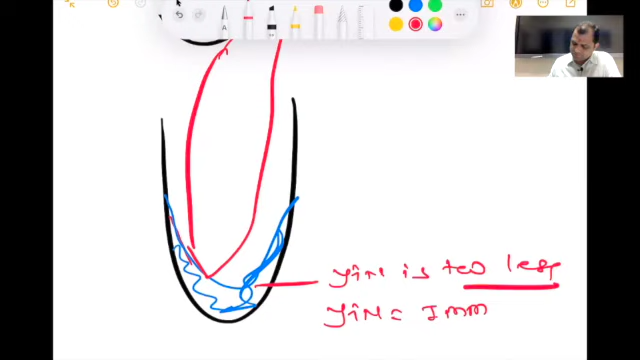 yin is too less
yin = 1mm